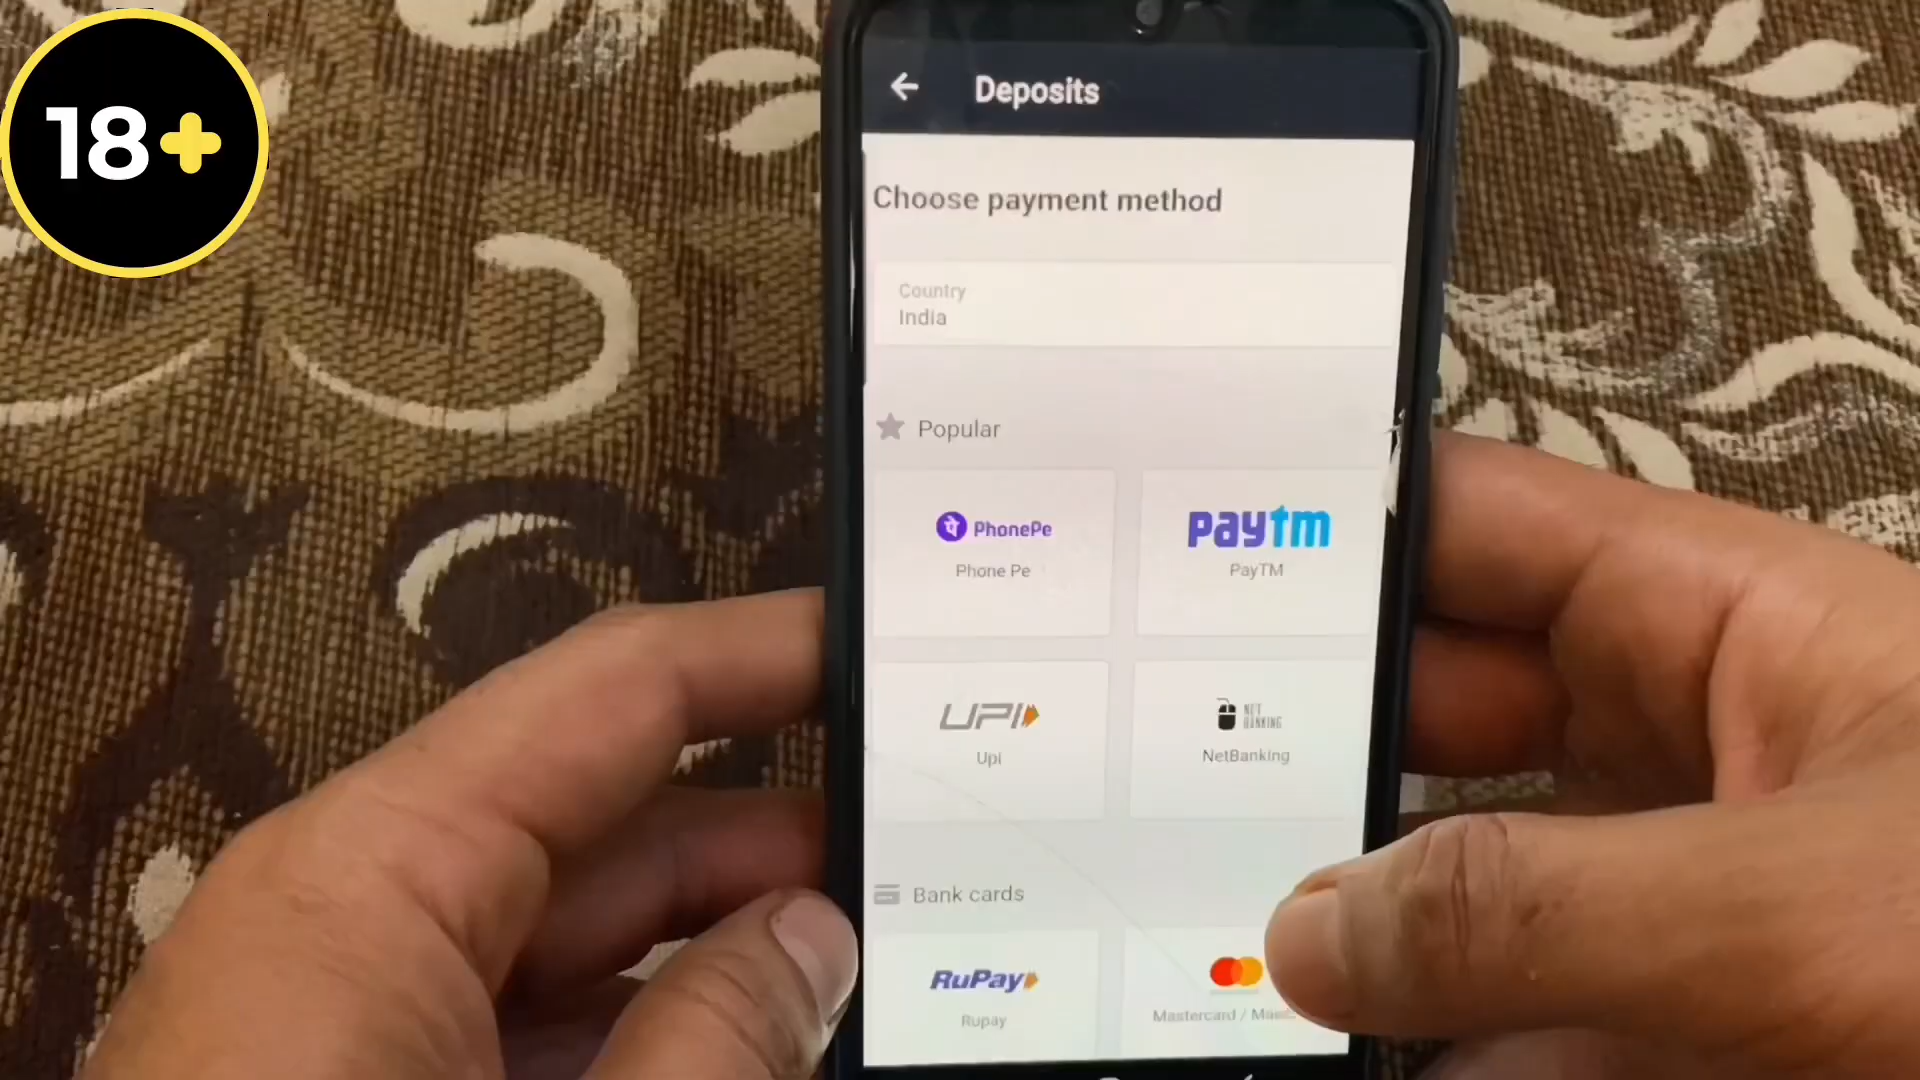 18+
Deposits
Choose payment method
Country
India
Popular
PhonePe
Phone Pe
paytm
PayTM
UPI
Upi
NET
BANKING
NetBanking
Bank cards
RuPay
Rupay
Mastercard /